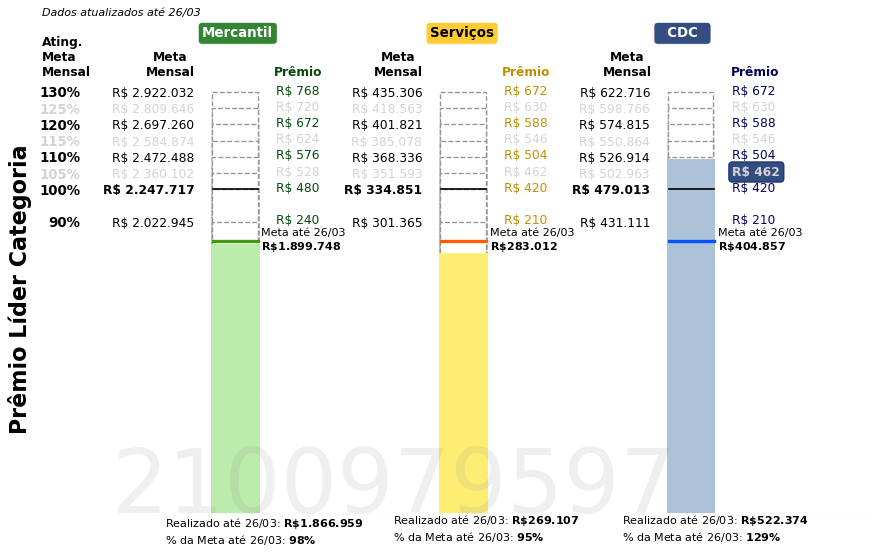 Dados atualizados até 26/03
Mercantil Serviços CDC
Ating.
Meta Meta Meta Meta
Mensal Mensal Prêmio Mensal Prêmio Mensal Prêmio
130% R$ 2.922.032 R$ 768 R$ 435.306 R$ 672 R$ 622.716 R$ 672
125% R$ 2.809.646 R$ 720 R$ 418.563 R$ 630 R$ 598.766 R$ 630
120% R$ 2.697.260 R$ 672 R$ 401.821 R$ 588 R$ 574.815 R$ 588
115% R$ 2.584.874 R$ 624 R$ 385.078 R$ 546 R$ 550.864 R$ 546
110% R$ 2.472.488 R$ 576 R$ 368.336 R$ 504 R$ 526.914 R$ 504
105% R$ 2.360.102 R$ 528 R$ 351.593 R$ 462 R$ 502.963 R$ 462
100% R$ 2.247.717 R$ 480 R$ 334.851 R$ 420 R$ 479.013 R$ 420
90% R$ 2.022.945 R$ 240 R$ 301.365 R$ 210 R$ 431.111 R$ 210
Meta até 26/03 Meta até 26/03 Meta até 26/03
R$1.899.748 R$283.012 R$404.857
Prêmio Líder Categoria
2100979597
Realizado até 26/03: R$1.866.959 Realizado até 26/03: R$269.107 Realizado até 26/03: R$522.374
% da Meta até 26/03: 98% % da Meta até 26/03: 95% % da Meta até 26/03: 129%